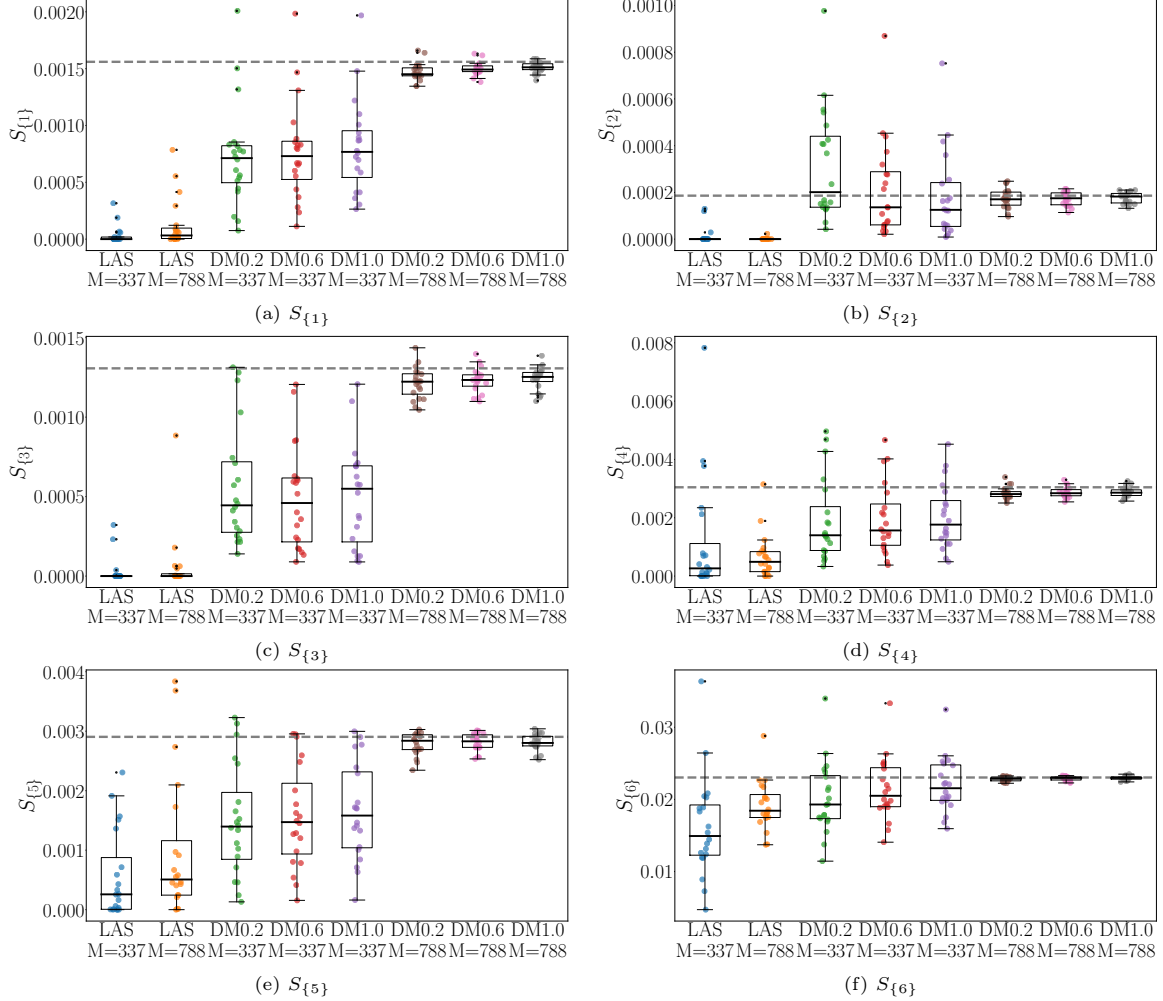 0.0020
0.0015
0.0010
0.0005
0.0000
S{1}
LAS DM0.2 DM0.6 DM1.0 DM0.2 DM0.6 DM1.0
LAS
M=337 M=788 M=337 M=337 M=337 M=788 M=788 M=788
(a) S{1}
0.0010
0.0008
0.0006
0.0004
0.0002
0.0000
S{2}
LAS LAS DM0.2 DM0.6 DM1.0 DM0.2 DM0.6 DM1.0
M=337 M=788 M=337 M=337 M=337 M=788 M=788 M=788
(b) S{2}
0.0015
0.0010
0.0005
0.0000
S{3}
LAS LAS DM0.2 DM0.6 DM1.0 DM0.2 DM0.6 DM1.0
M=337 M=788 M=337 M=337 M=337 M=788 M=788 M=788
(c) S{3}
0.008
0.006
0.004
0.002
0.000
S{4}
LAS LAS DM0.2 DM0.6 DM1.0 DM0.2 DM0.6 DM1.0
M=337 M=788 M=337 M=337 M=337 M=788 M=788 M=788
(d) S{4}
0.004
0.003
0.002
0.001
0.000
S{5}
LAS LAS DM0.2 DM0.6 DM1.0 DM0.2 DM0.6 DM1.0
M=337 M=788 M=337 M=337 M=337 M=788 M=788 M=788
(e) S{5}
0.03
0.02
0.01
S{6}
LAS LAS DM0.2 DM0.6 DM1.0 DM0.2 DM0.6 DM1.0
M=337 M=788 M=337 M=337 M=337 M=788 M=788 M=788
(f) S{6}